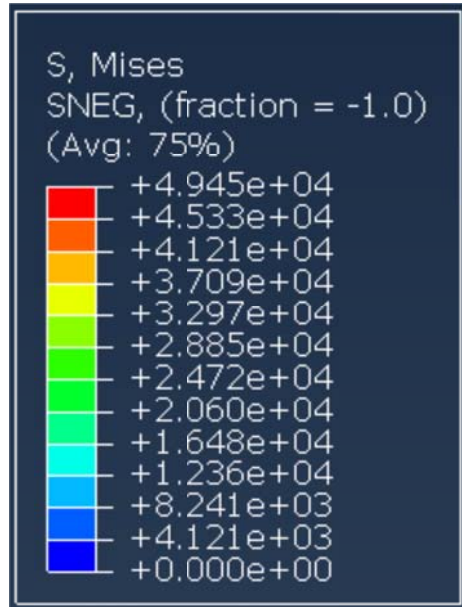 S, Mises
SNEG, (fraction = -1.0)
(Avg: 75%)
+4.945e+04
+4.533e+04
+4.121e+04
+3.709e+04
+3.297e+04
+2.885e+04
+2.472e+04
+2.060e+04
+1.648e+04
+1.236e+04
+8.241e+03
+4.121e+03
+0.000e+00